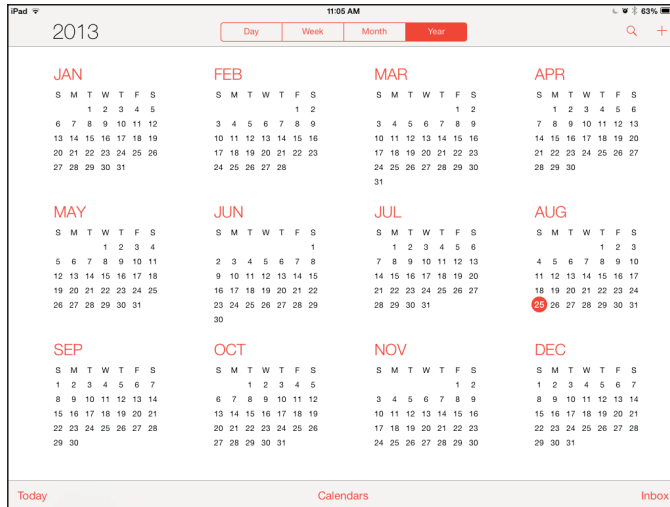 iPad 11:05 AM 63%
2013 Day Week Month Year
JAN FEB MAR APR
S M T W T F S S M T W T F S S M T W T F S S M T W T F S
1 2 3 4 5 1 2 1 2 1 2 3 4 5 6
6 7 8 9 10 11 12 3 4 5 6 7 8 9 3 4 5 6 7 8 9 7 8 9 10 11 12 13
13 14 15 16 17 18 19 10 11 12 13 14 15 16 10 11 12 13 14 15 16 14 15 16 17 18 19 20
20 21 22 23 24 25 26 17 18 19 20 21 22 23 17 18 19 20 21 22 23 21 22 23 24 25 26 27
27 28 29 30 31 24 25 26 27 28 24 25 26 27 28 29 30 28 29 30
31
MAY JUN JUL AUG
S M T W T F S S M T W T F S S M T W T F S S M T W T F S
1 2 3 4 1 1 2 3 4 5 6 1 2 3
5 6 7 8 9 10 11 2 3 4 5 6 7 8 7 8 9 10 11 12 13 4 5 6 7 8 9 10
12 13 14 15 16 17 18 9 10 11 12 13 14 15 14 15 16 17 18 19 20 11 12 13 14 15 16 17
19 20 21 22 23 24 25 16 17 18 19 20 21 22 21 22 23 24 25 26 27 18 19 20 21 22 23 24
26 27 28 29 30 31 23 24 25 26 27 28 29 28 29 30 31 25 26 27 28 29 30 31
30
SEP OCT NOV DEC
S M T W T F S S M T W T F S S M T W T F S S M T W T F S
1 2 3 4 5 6 7 1 2 3 4 5 1 2 1 2 3 4 5 6 7
8 9 10 11 12 13 14 6 7 8 9 10 11 12 3 4 5 6 7 8 9 8 9 10 11 12 13 14
15 16 17 18 19 20 21 13 14 15 16 17 18 19 10 11 12 13 14 15 16 15 16 17 18 19 20 21
22 23 24 25 26 27 28 20 21 22 23 24 25 26 17 18 19 20 21 22 23 22 23 24 25 26 27 28
29 30 27 28 29 30 31 24 25 26 27 28 29 30 29 30 31
Today Calendars Inbox